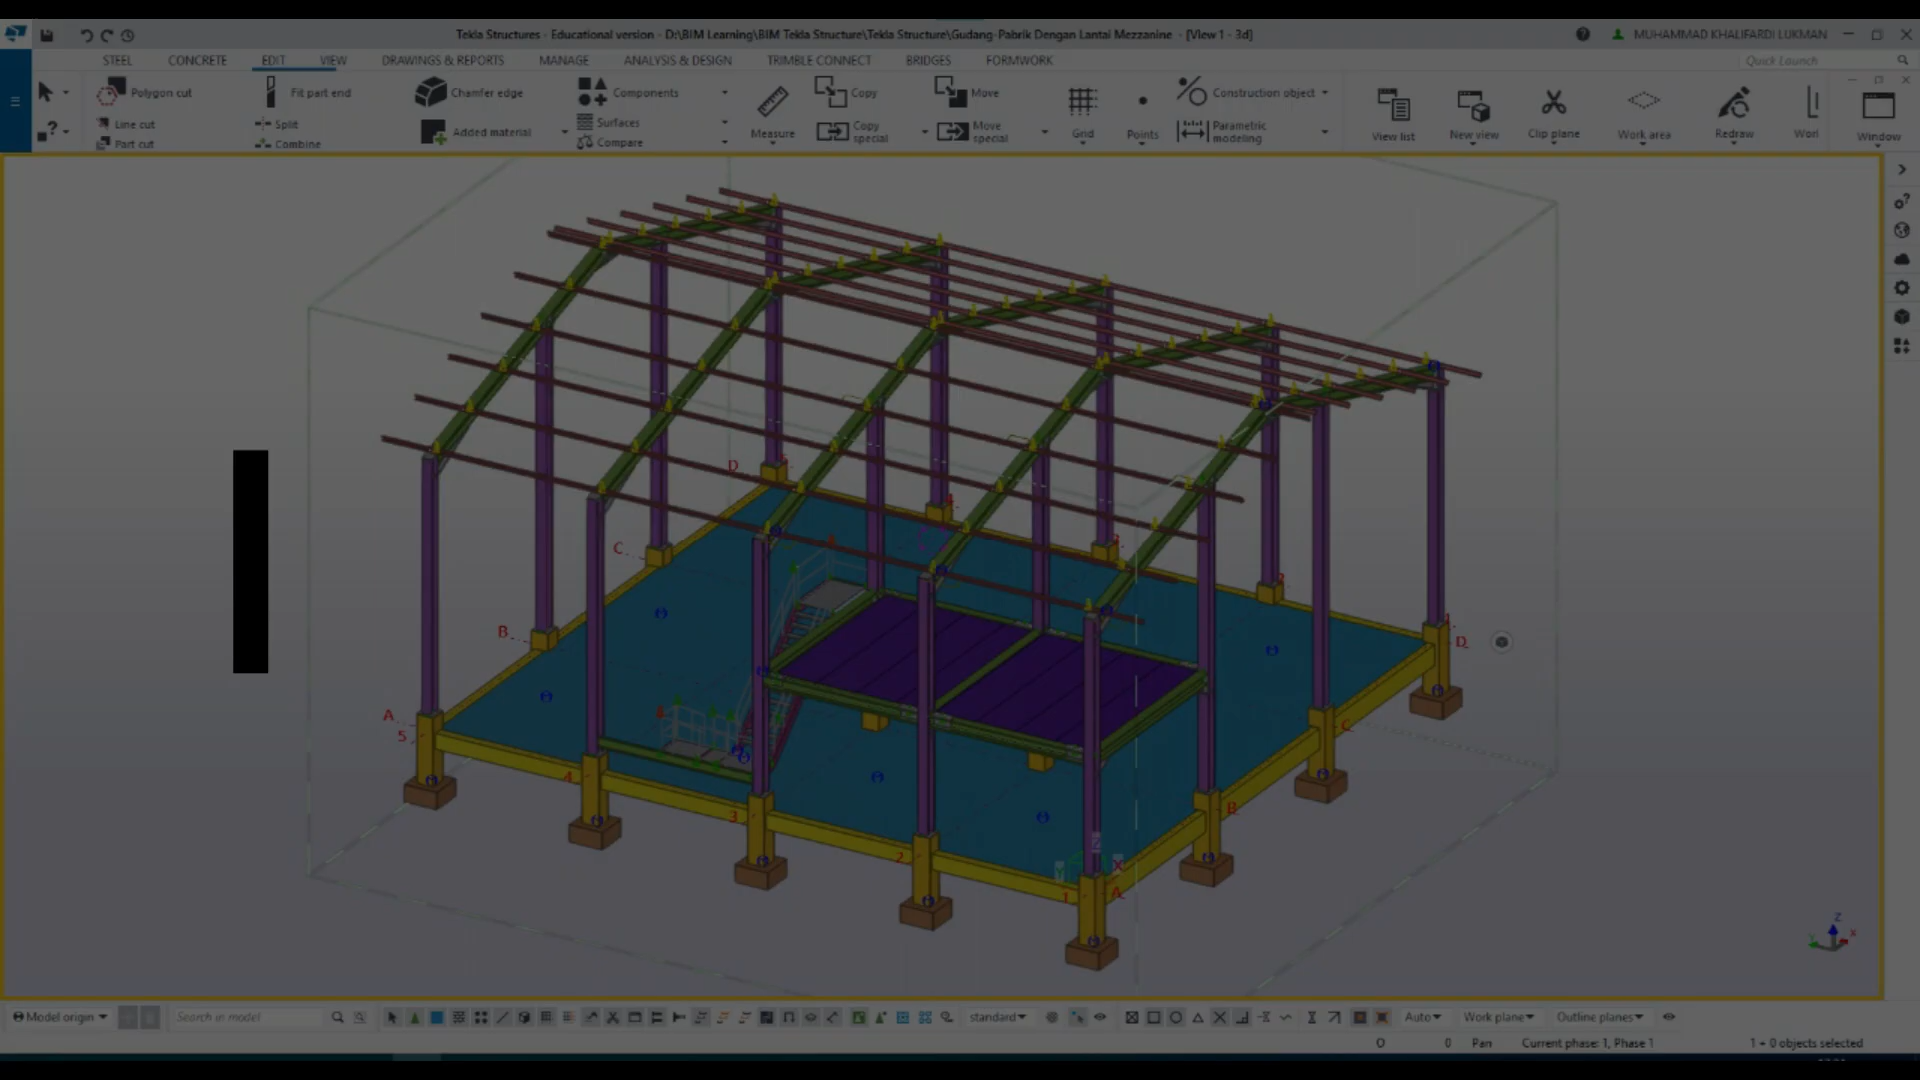 Tekla Structures - Educational version - D:\BIM Learning\BIM Tekla Structure\Tekla Structure\Gudang-Pabrik Dengan Lantai Mezzanine - [View 1 - 3d]
MUHAMMAD KHALIFARDI LUKMAN
STEEL CONCRETE EDIT VIEW DRAWINGS & REPORTS MANAGE ANALYSIS & DESIGN TRIMBLE CONNECT BRIDGES FORMWORK
Quick Launch
Polygon cut
Line cut
Part cut
Fit part end
Split
Combine
Chamfer edge
Added material
Components
Surfaces
Compare
Measure
Copy
Copy special
Move
Move special
Grid
Points
Construction object
Parametric modeling
View list
New view
Clip plane
Work area
Redraw
Worl
Window
D
4
C
B
A
5
4
3
2
1
A
B
C
D
Z
X
Model origin
Search in model
standard
Auto
Work plane
Outline planes
O
0
Pan
Current phase: 1, Phase 1
1 + 0 objects selected